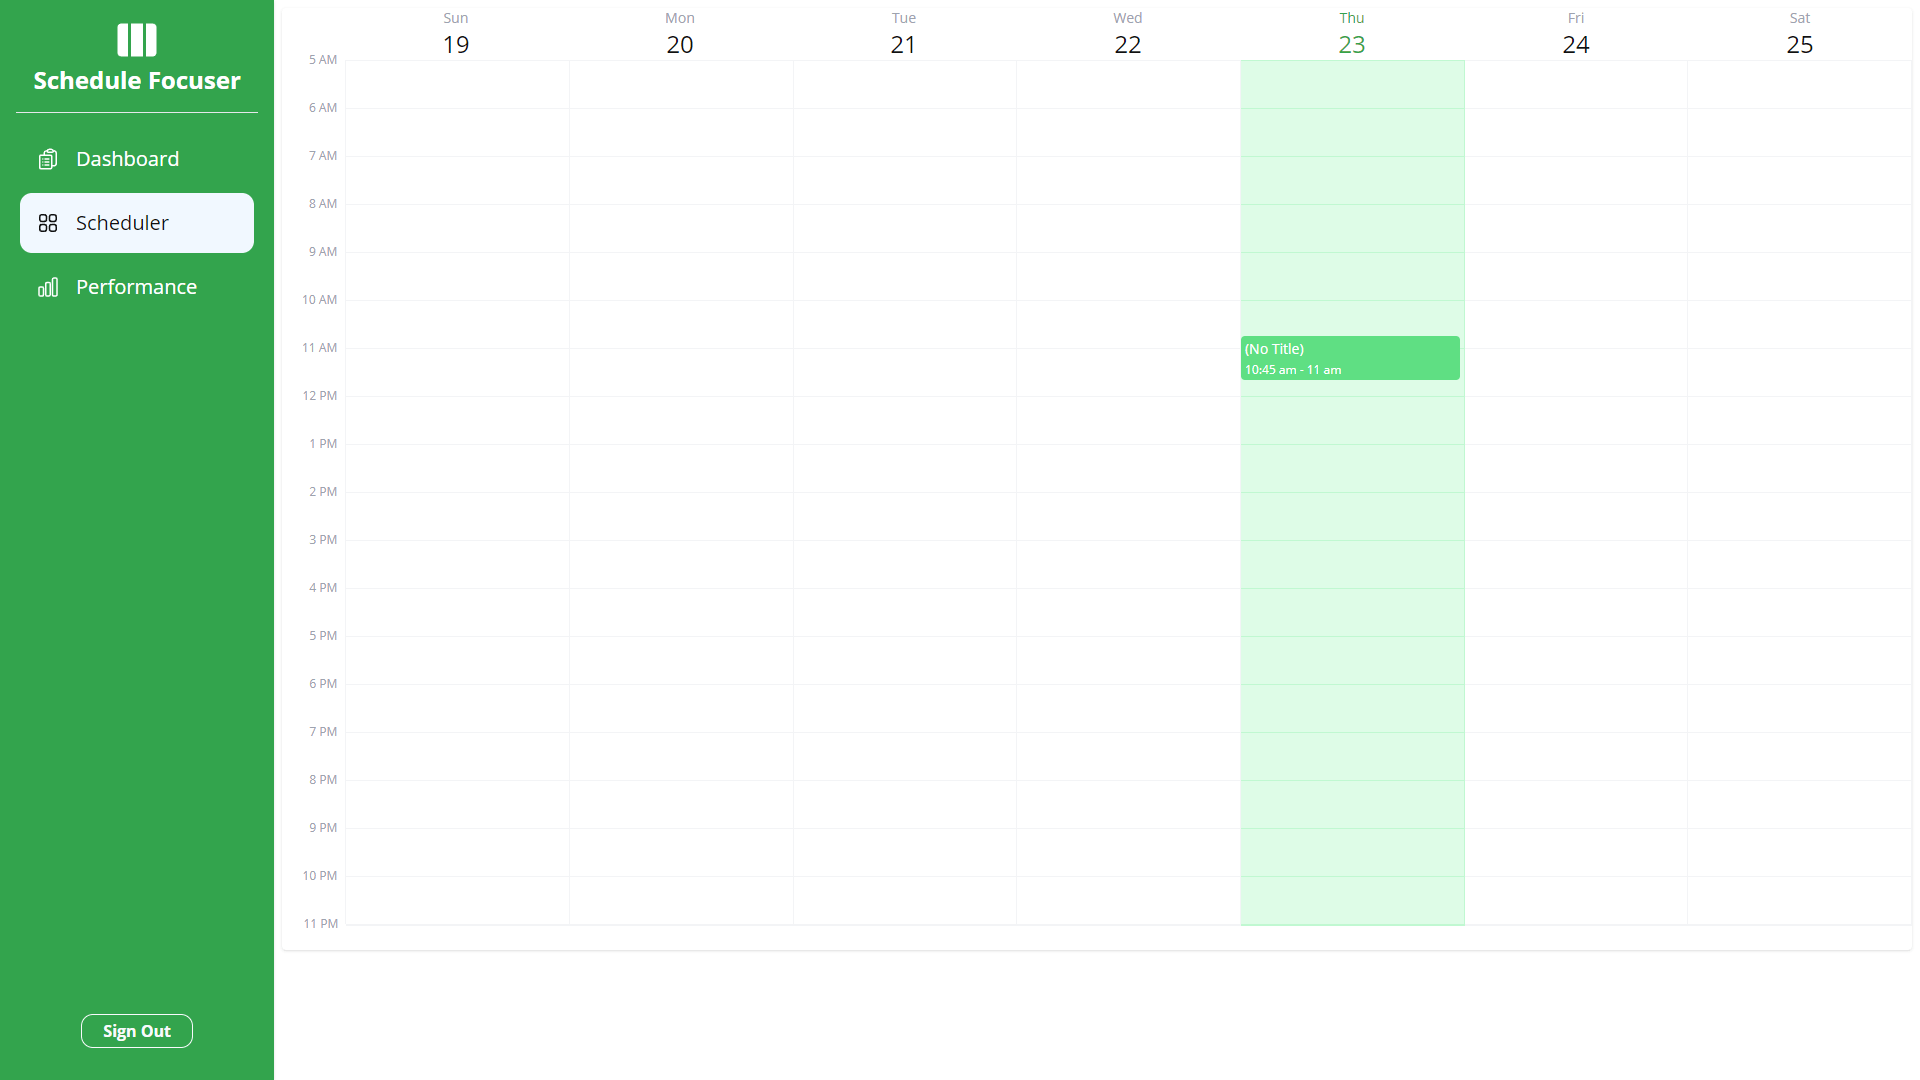 Schedule Focuser
Dashboard
Scheduler
Performance
Sign Out
Sun Mon Tue Wed Thu Fri Sat
19 20 21 22 23 24 25
5 AM
6 AM
7 AM
8 AM
9 AM
10 AM
11 AM
(No Title)
10:45 am - 11 am
12 PM
1 PM
2 PM
3 PM
4 PM
5 PM
6 PM
7 PM
8 PM
9 PM
10 PM
11 PM